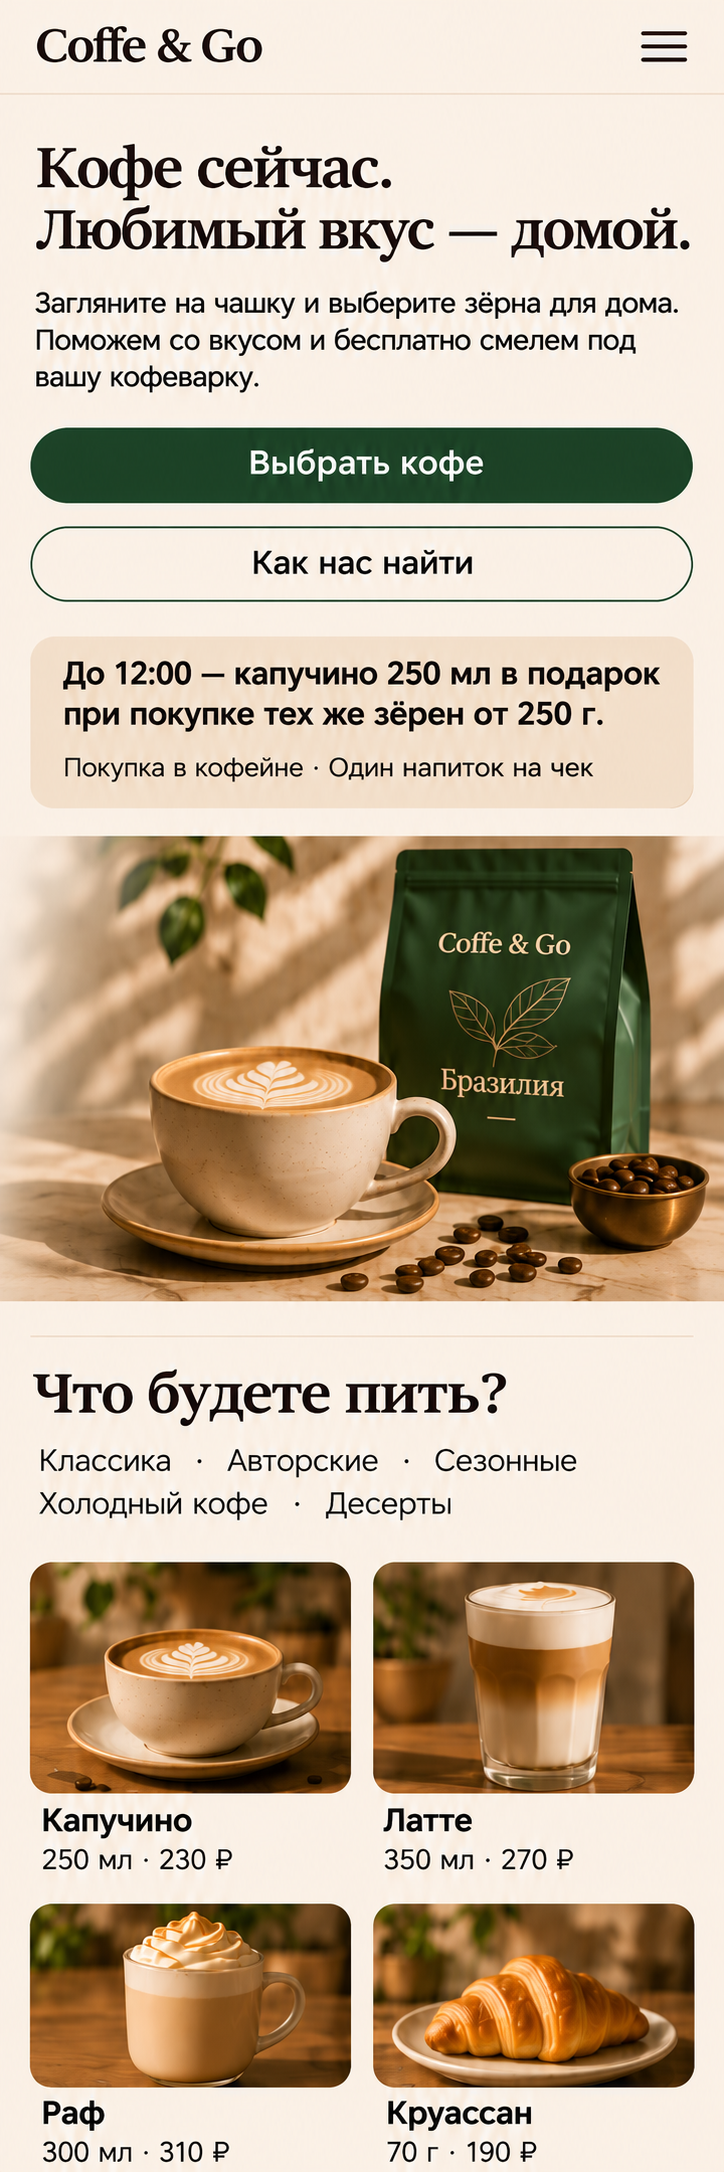 Coffe & Go
Кофе сейчас.
Любимый вкус — домой.
Загляните на чашку и выберите зёрна для дома.
Поможем со вкусом и бесплатно смелем под
вашу кофеварку.
Выбрать кофе
Как нас найти
До 12:00 — капучино 250 мл в подарок
при покупке тех же зёрен от 250 г.
Покупка в кофейне · Один напиток на чек
Coffe & Go
Бразилия
Что будете пить?
Классика · Авторские · Сезонные
Холодный кофе · Десерты
Капучино
250 мл · 230 ₽
Латте
350 мл · 270 ₽
Раф
300 мл · 310 ₽
Круассан
70 г · 190 ₽